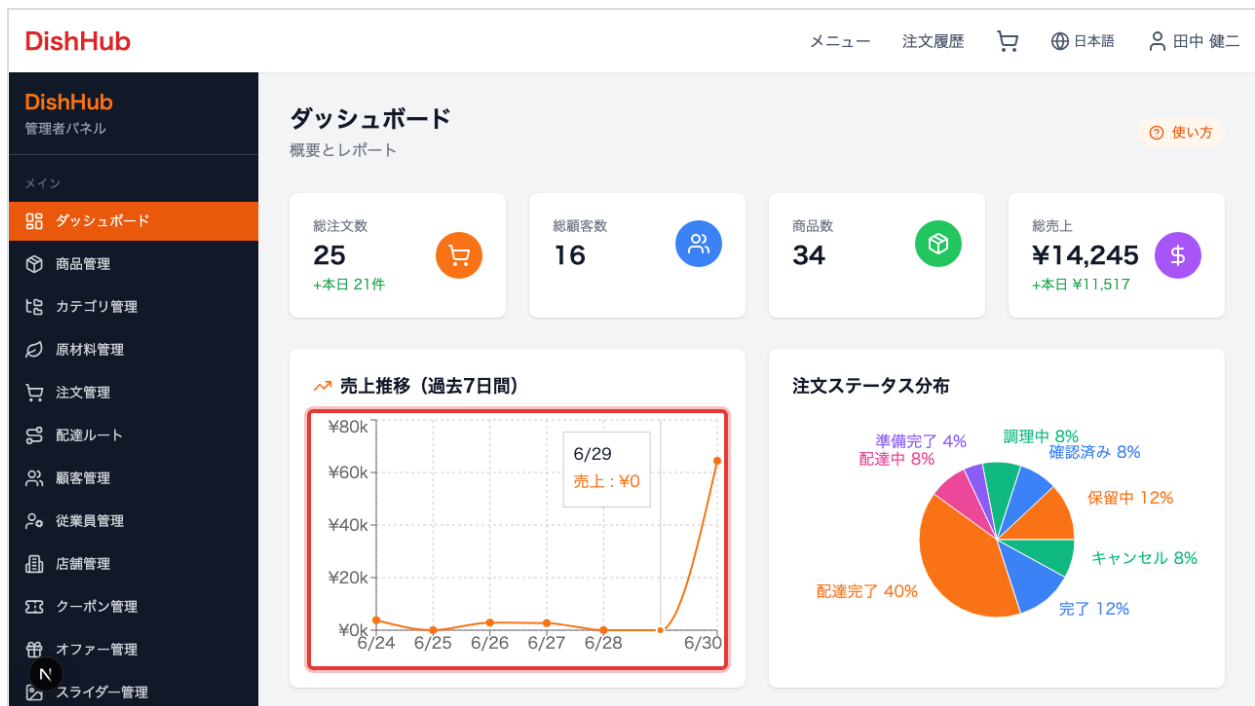 DishHub
メニュー
注文履歴
日本語
田中 健二
DishHub
管理者パネル
メイン
ダッシュボード
商品管理
カテゴリ管理
原材料管理
注文管理
配達ルート
顧客管理
従業員管理
店舗管理
クーポン管理
オファー管理
N
スライダー管理
ダッシュボード
概要とレポート
使い方
総注文数
25
+本日 21件
総顧客数
16
商品数
34
総売上
¥14,245
$
+本日 ¥11,517
売上推移（過去7日間）
¥80k
¥60k
¥40k
¥20k
¥0k
6/24
6/25
6/26
6/27
6/28
6/30
6/29
売上 : ¥0
注文ステータス分布
準備完了 4%
調理中 8%
配達中 8%
確認済み 8%
保留中 12%
キャンセル 8%
配達完了 40%
完了 12%